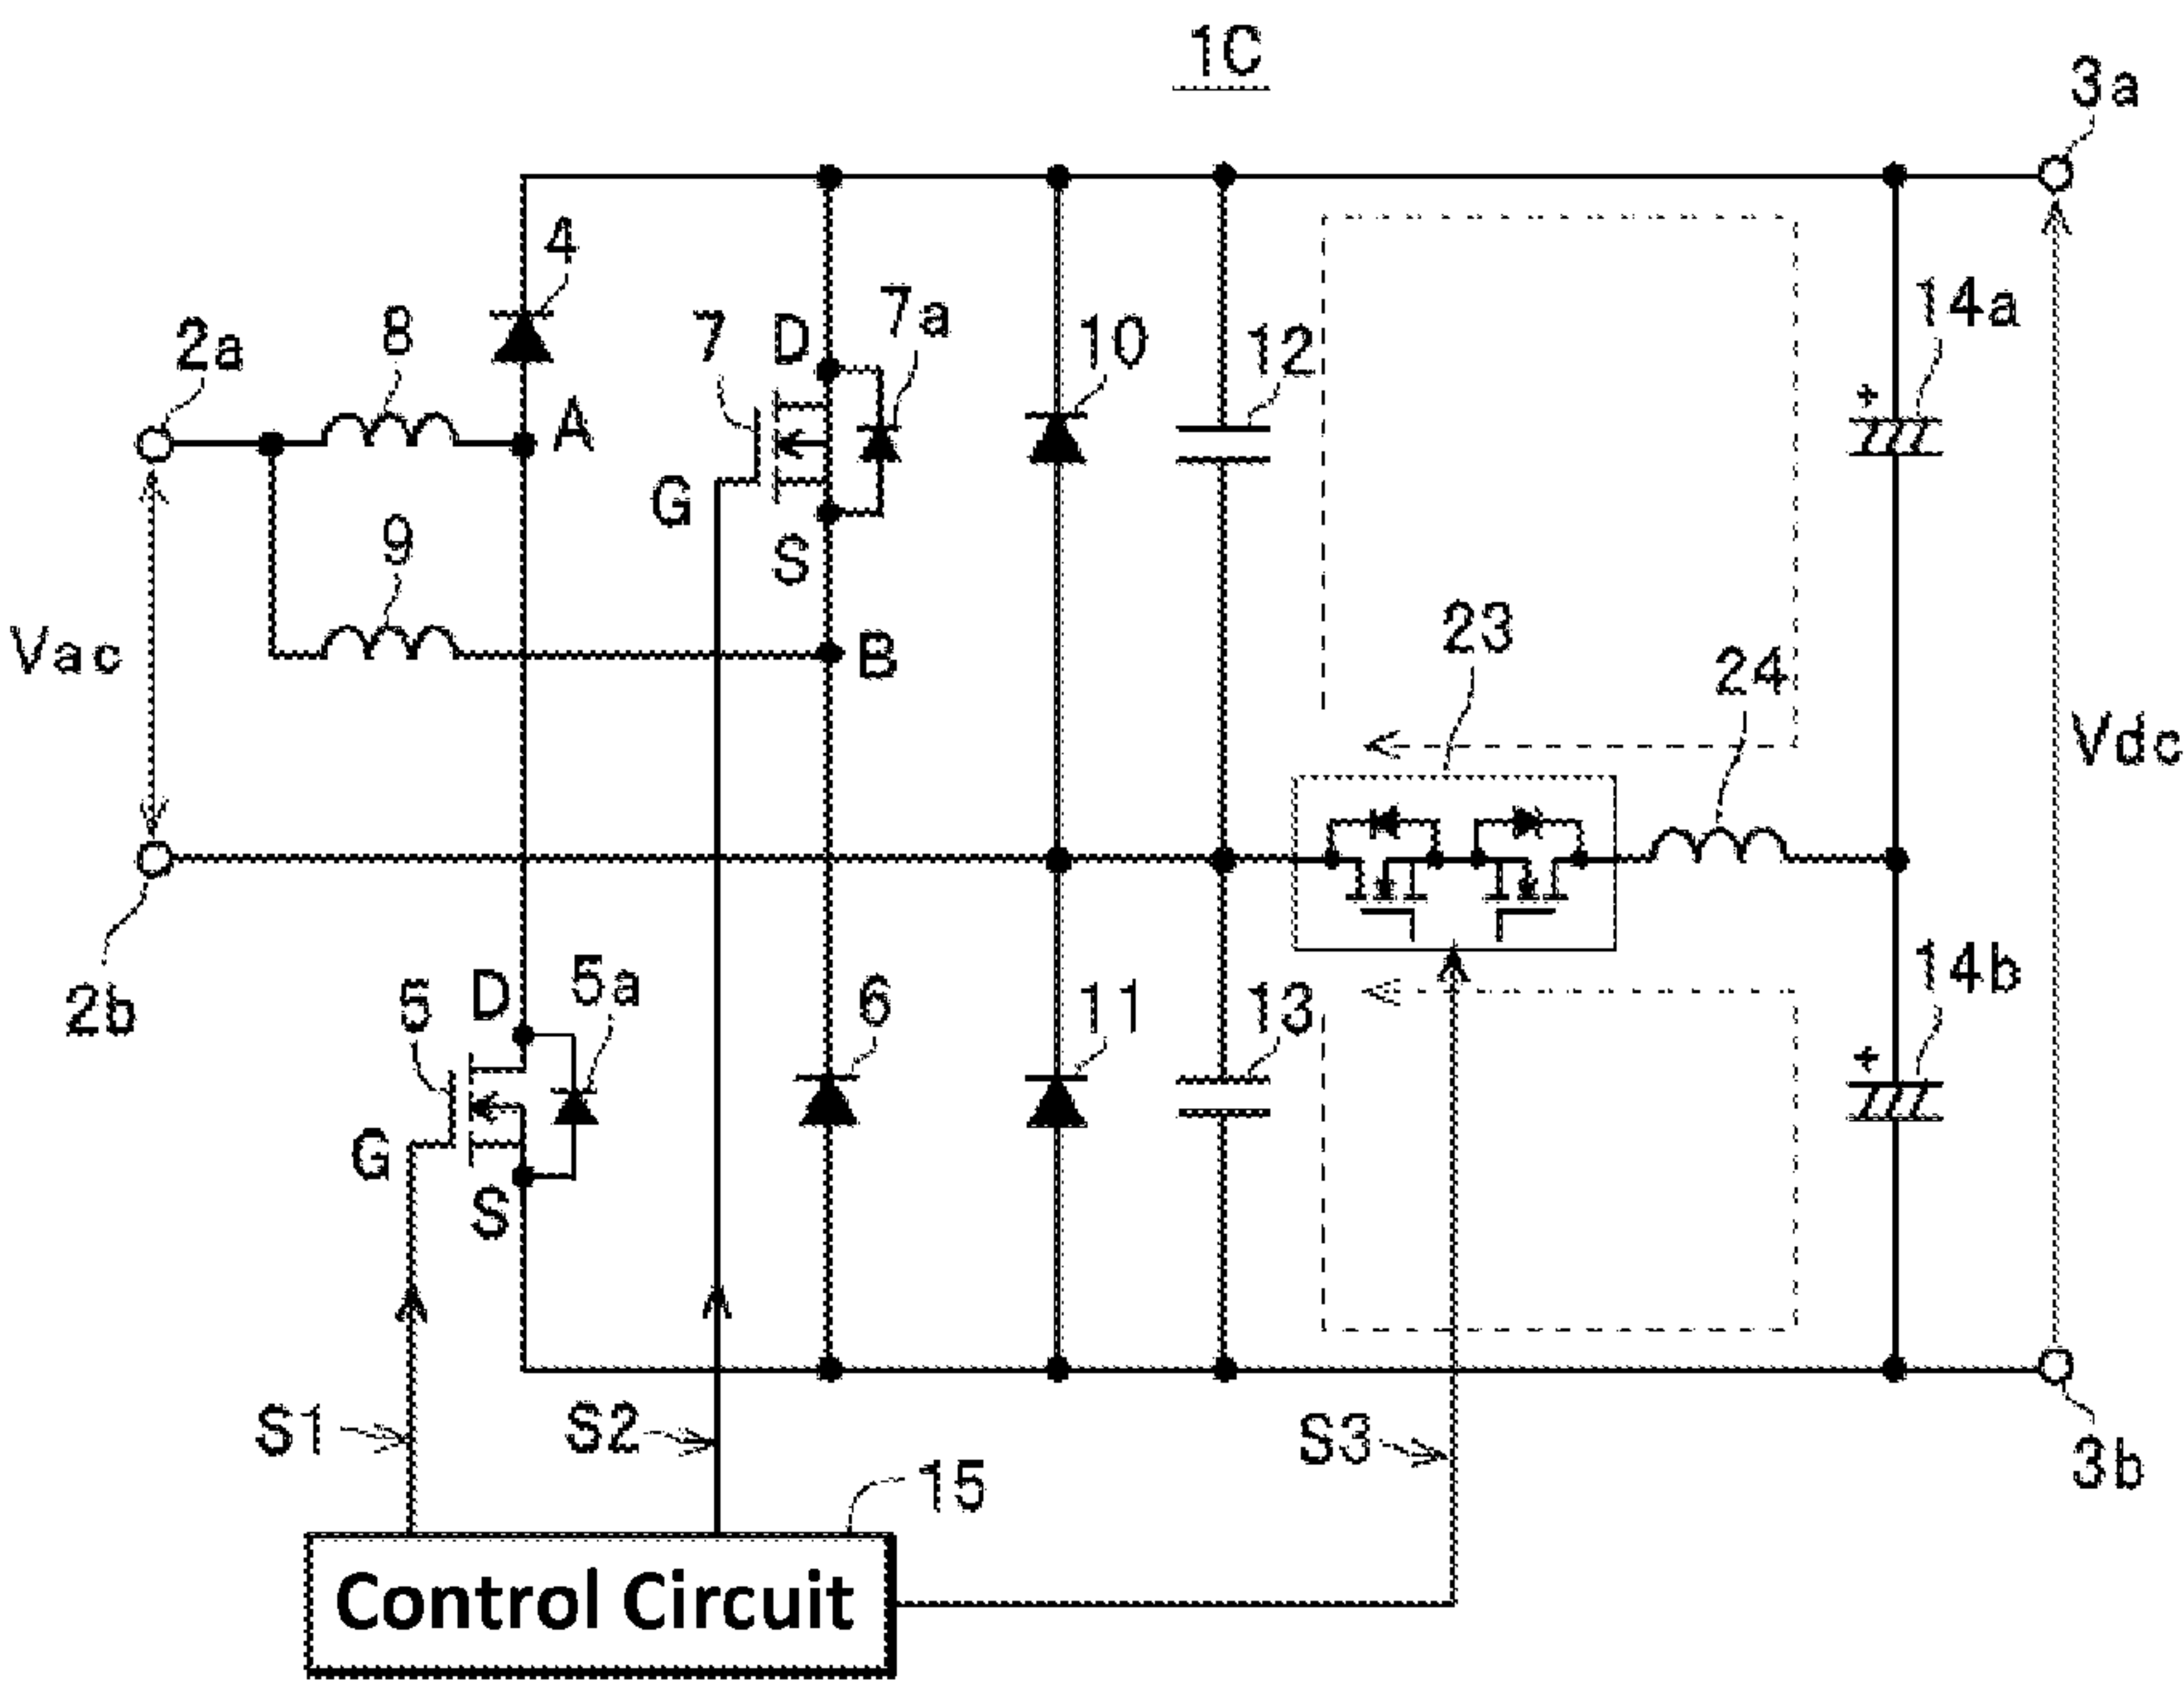 1C
3a
4
8
2a
7
D
7a
10
12
14a
+
A
G
9
S
23
B
24
Vac
Vdc
2b
5
D
5a
6
11
13
14b
+
G
S
S1
S2
S3
15
3b
Control Circuit